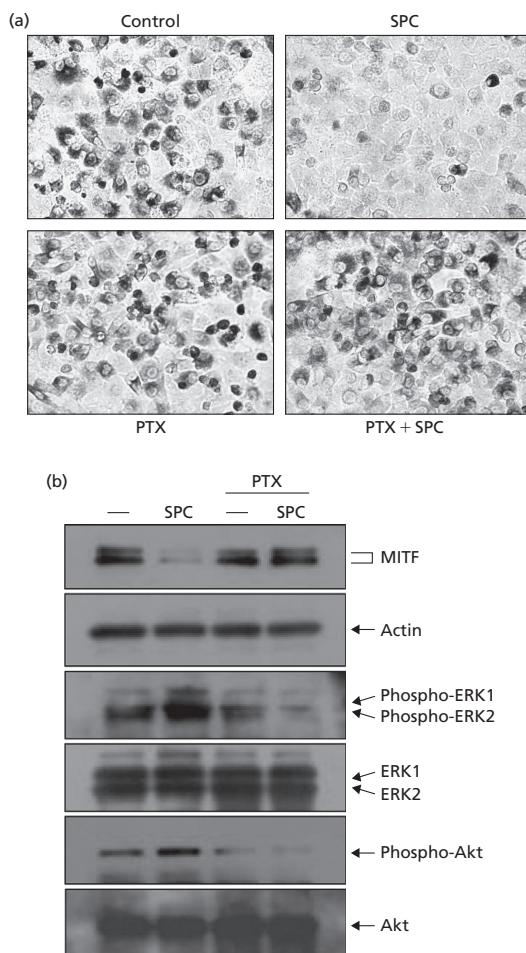 (a)
Control
SPC
PTX
PTX + SPC
(b)
PTX
— SPC — SPC
MITF
Actin
Phospho-ERK1
Phospho-ERK2
ERK1
ERK2
Phospho-Akt
Akt